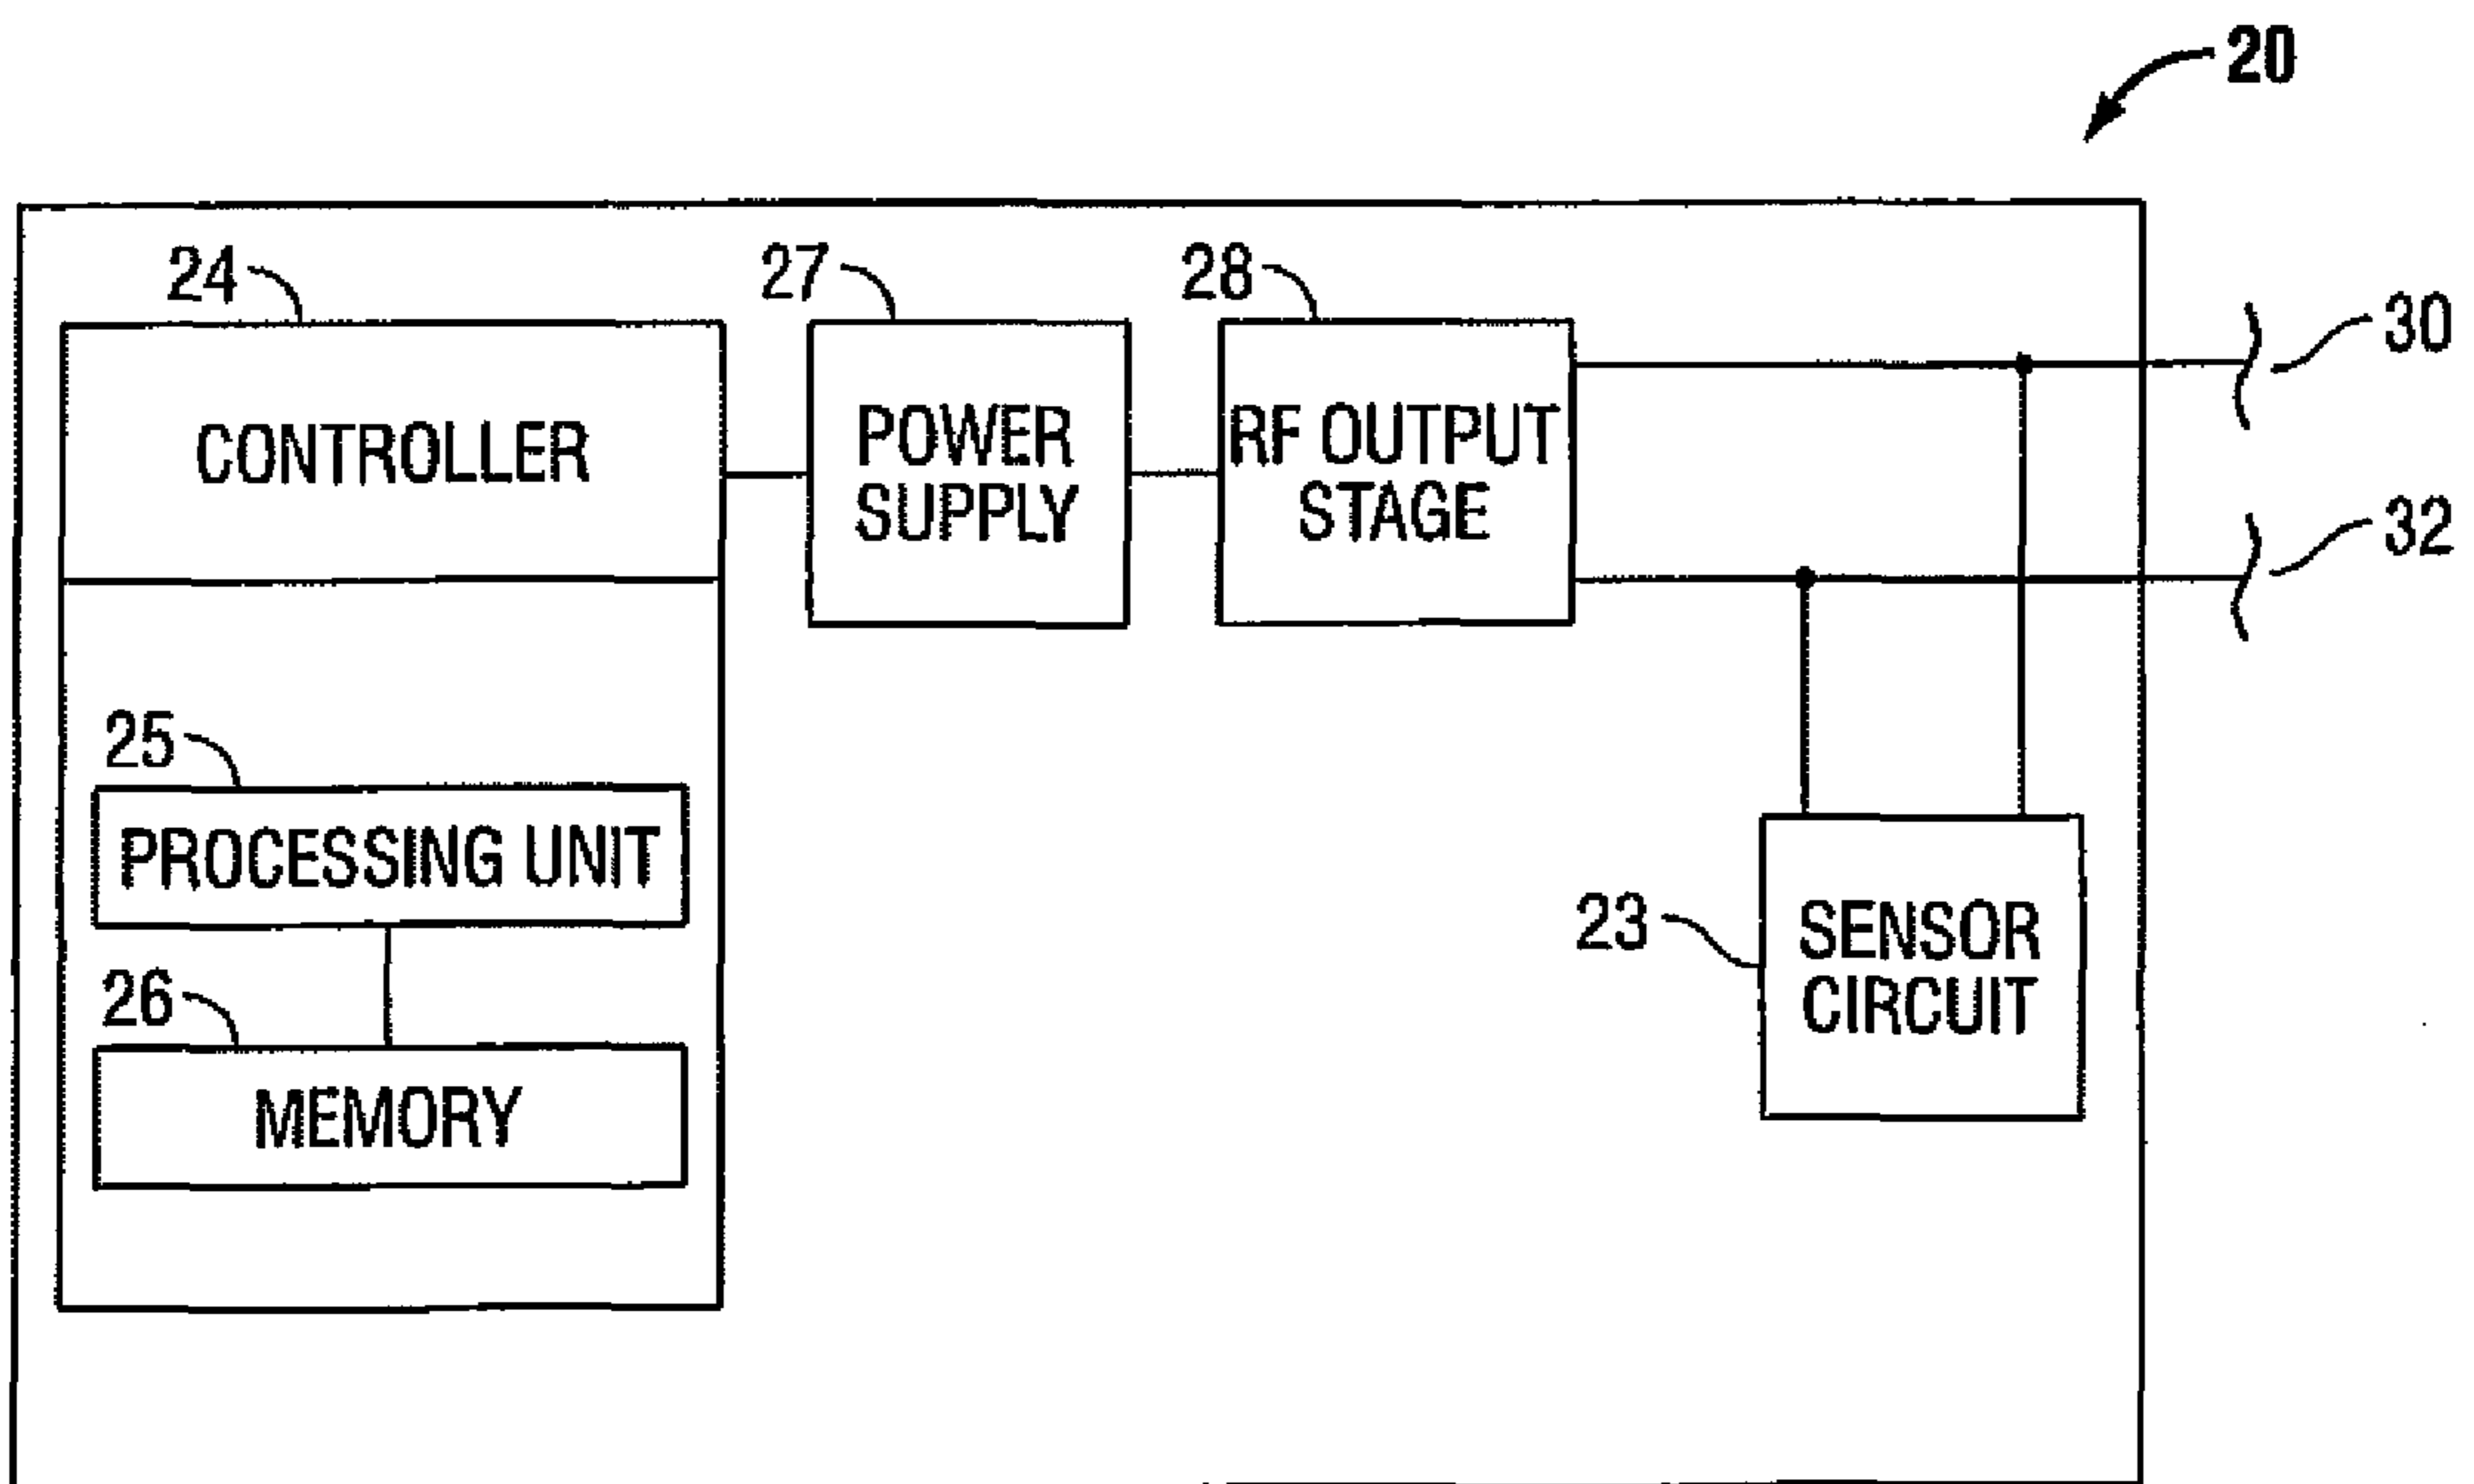 20
24
27
28
30
CONTROLLER
POWER
SUPPLY
RF OUTPUT
STAGE
32
25
PROCESSING UNIT
23
SENSOR
CIRCUIT
26
MEMORY